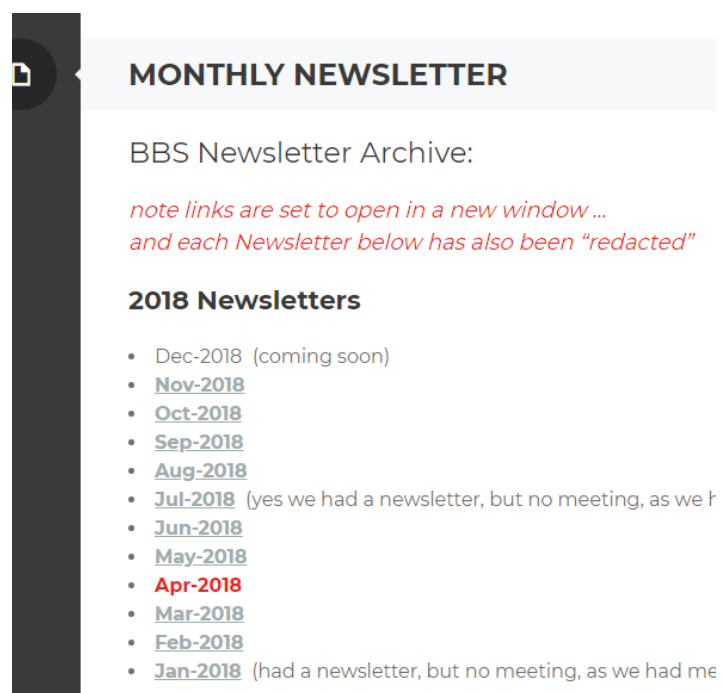 MONTHLY NEWSLETTER
BBS Newsletter Archive:
note links are set to open in a new window ...
and each Newsletter below has also been “redacted”
2018 Newsletters
Dec-2018 (coming soon)
Nov-2018
Oct-2018
Sep-2018
Aug-2018
Jul-2018 (yes we had a newsletter, but no meeting, as we
Jun-2018
May-2018
Apr-2018
Mar-2018
Feb-2018
Jan-2018 (had a newsletter, but no meeting, as we had